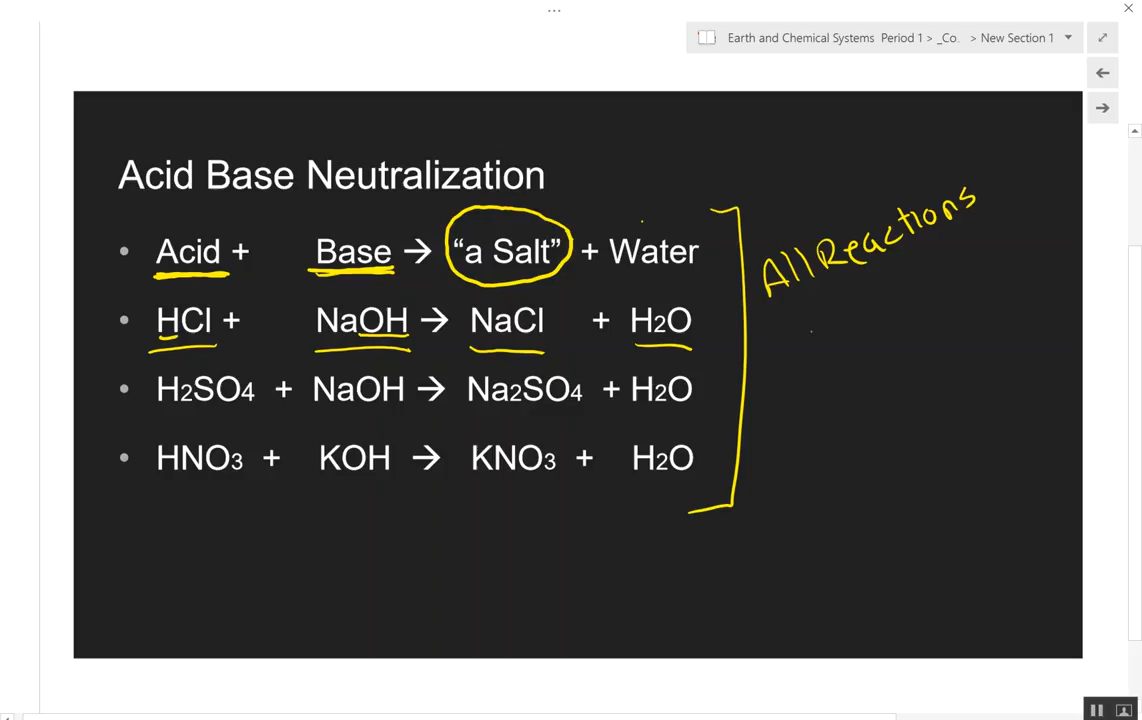 Earth and Chemical Systems Period 1 > _Co. > New Section 1
Acid Base Neutralization
• Acid + Base → “a Salt” + Water
All Reactions
• HCl + NaOH → NaCl + H2O
• H2SO4 + NaOH → Na2SO4 + H2O
• HNO3 + KOH → KNO3 + H2O